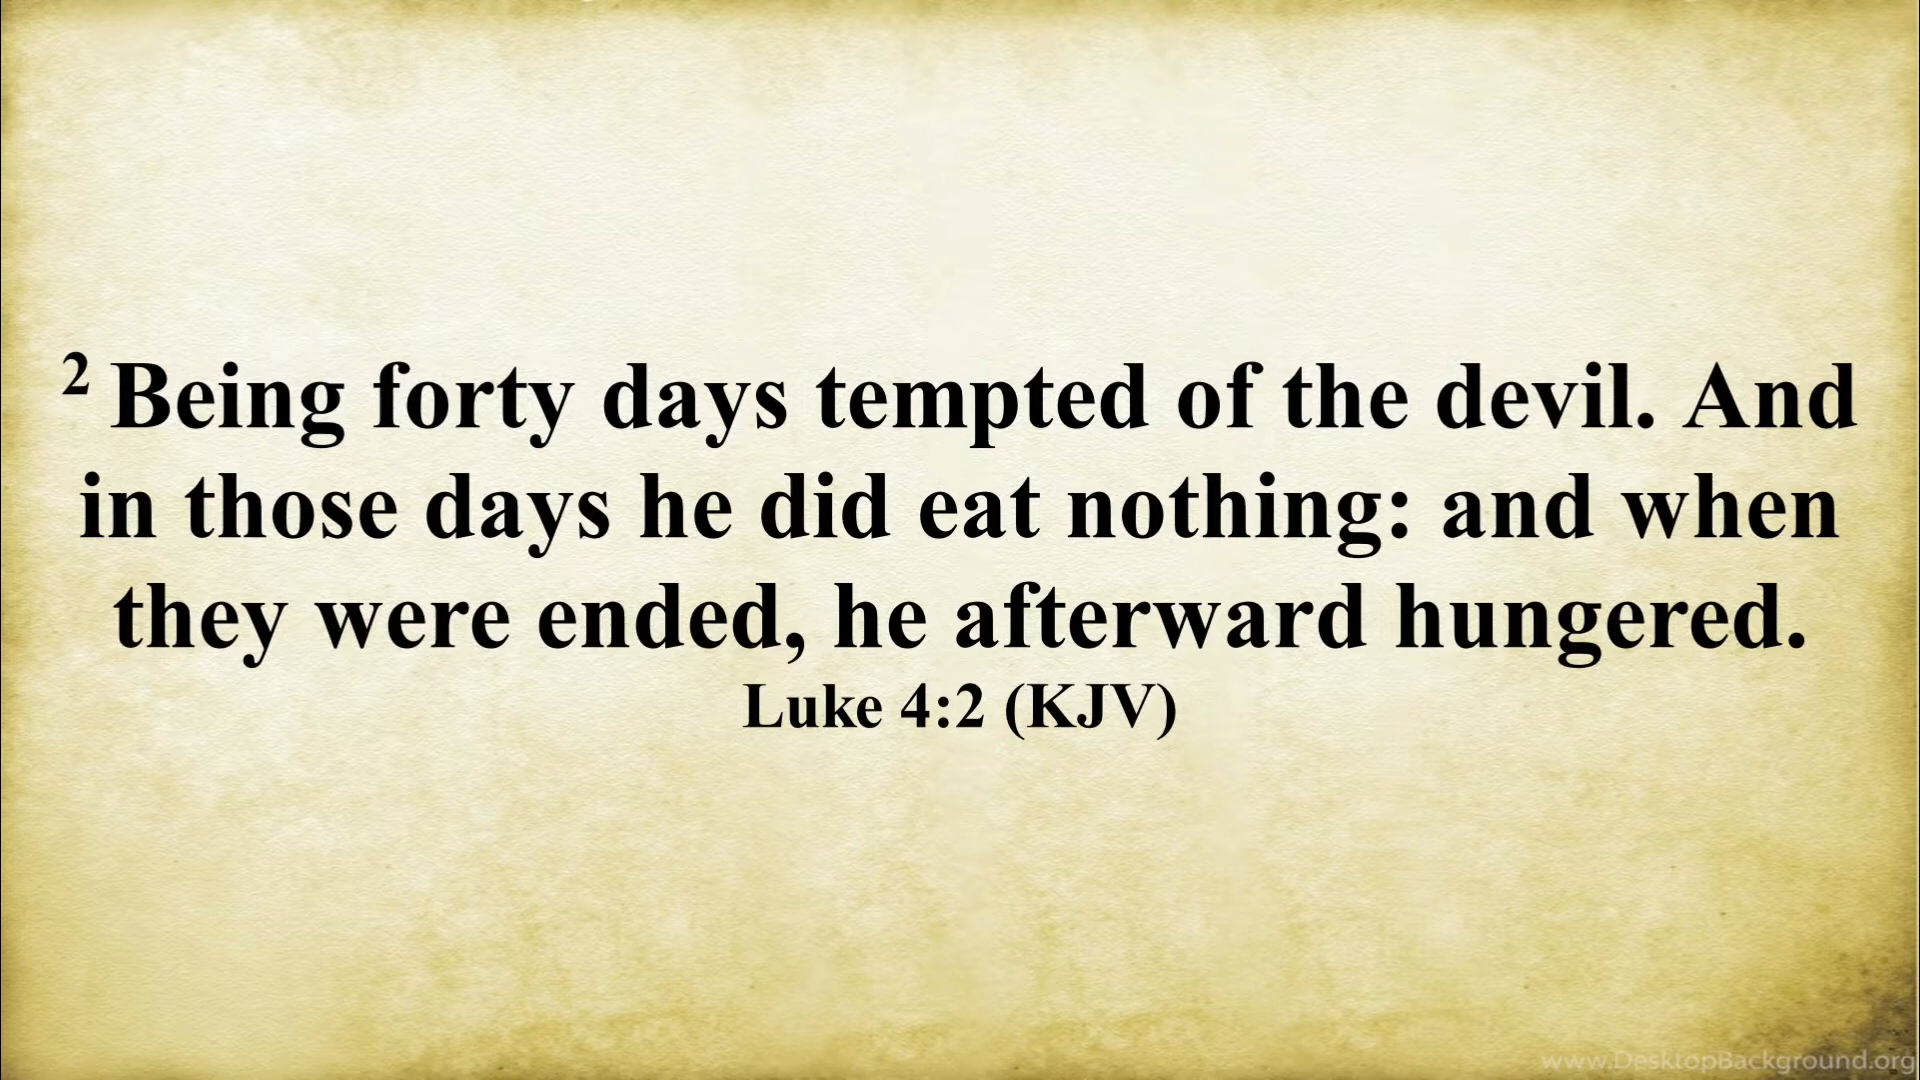 2 Being forty days tempted of the devil. And
in those days he did eat nothing: and when
they were ended, he afterward hungered.
Luke 4:2 (KJV)
www.DesktopBackground.org